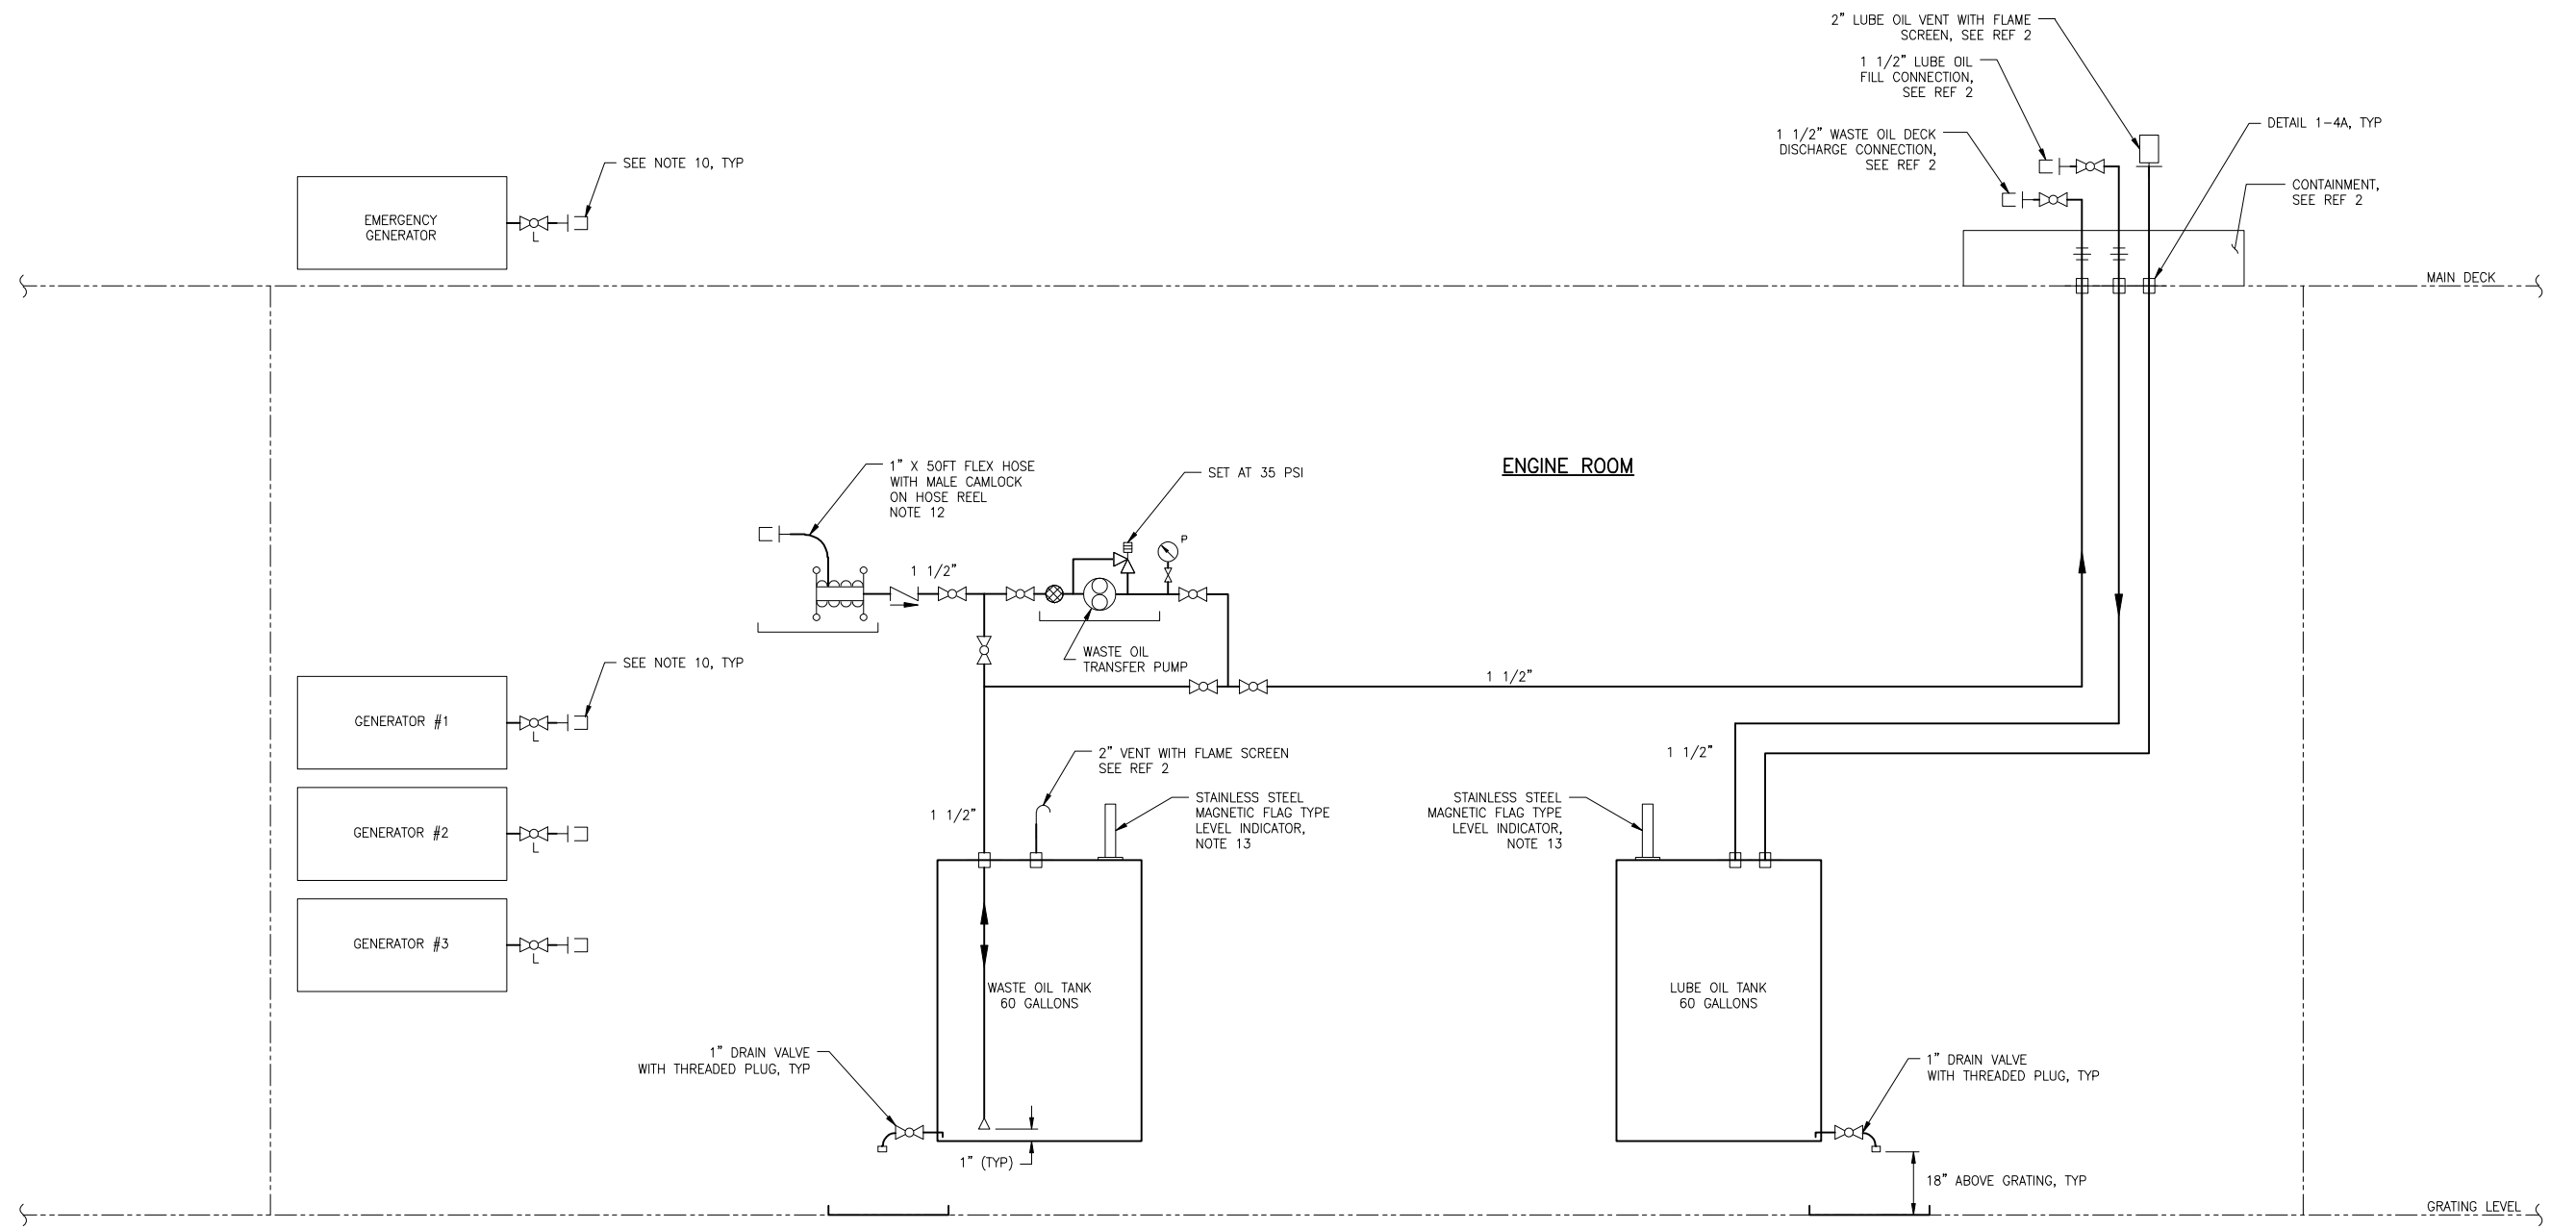 2" LUBE OIL VENT WITH FLAME
SCREEN, SEE REF 2
1 1/2" LUBE OIL
FILL CONNECTION,
SEE REF 2
1 1/2" WASTE OIL DECK
DISCHARGE CONNECTION,
SEE REF 2
DETAIL 1-4A, TYP
CONTAINMENT,
SEE REF 2
SEE NOTE 10, TYP
EMERGENCY
GENERATOR
L
MAIN DECK
ENGINE ROOM
1" X 50FT FLEX HOSE
WITH MALE CAMLOCK
ON HOSE REEL
NOTE 12
SET AT 35 PSI
P
1 1/2"
WASTE OIL
TRANSFER PUMP
SEE NOTE 10, TYP
1 1/2"
GENERATOR #1
L
1 1/2"
2" VENT WITH FLAME SCREEN
SEE REF 2
STAINLESS STEEL
MAGNETIC FLAG TYPE
LEVEL INDICATOR,
NOTE 13
STAINLESS STEEL
MAGNETIC FLAG TYPE
LEVEL INDICATOR,
NOTE 13
1 1/2"
GENERATOR #2
L
GENERATOR #3
L
WASTE OIL TANK
60 GALLONS
LUBE OIL TANK
60 GALLONS
1" DRAIN VALVE
WITH THREADED PLUG, TYP
1" DRAIN VALVE
WITH THREADED PLUG, TYP
1" (TYP)
18" ABOVE GRATING, TYP
GRATING LEVEL